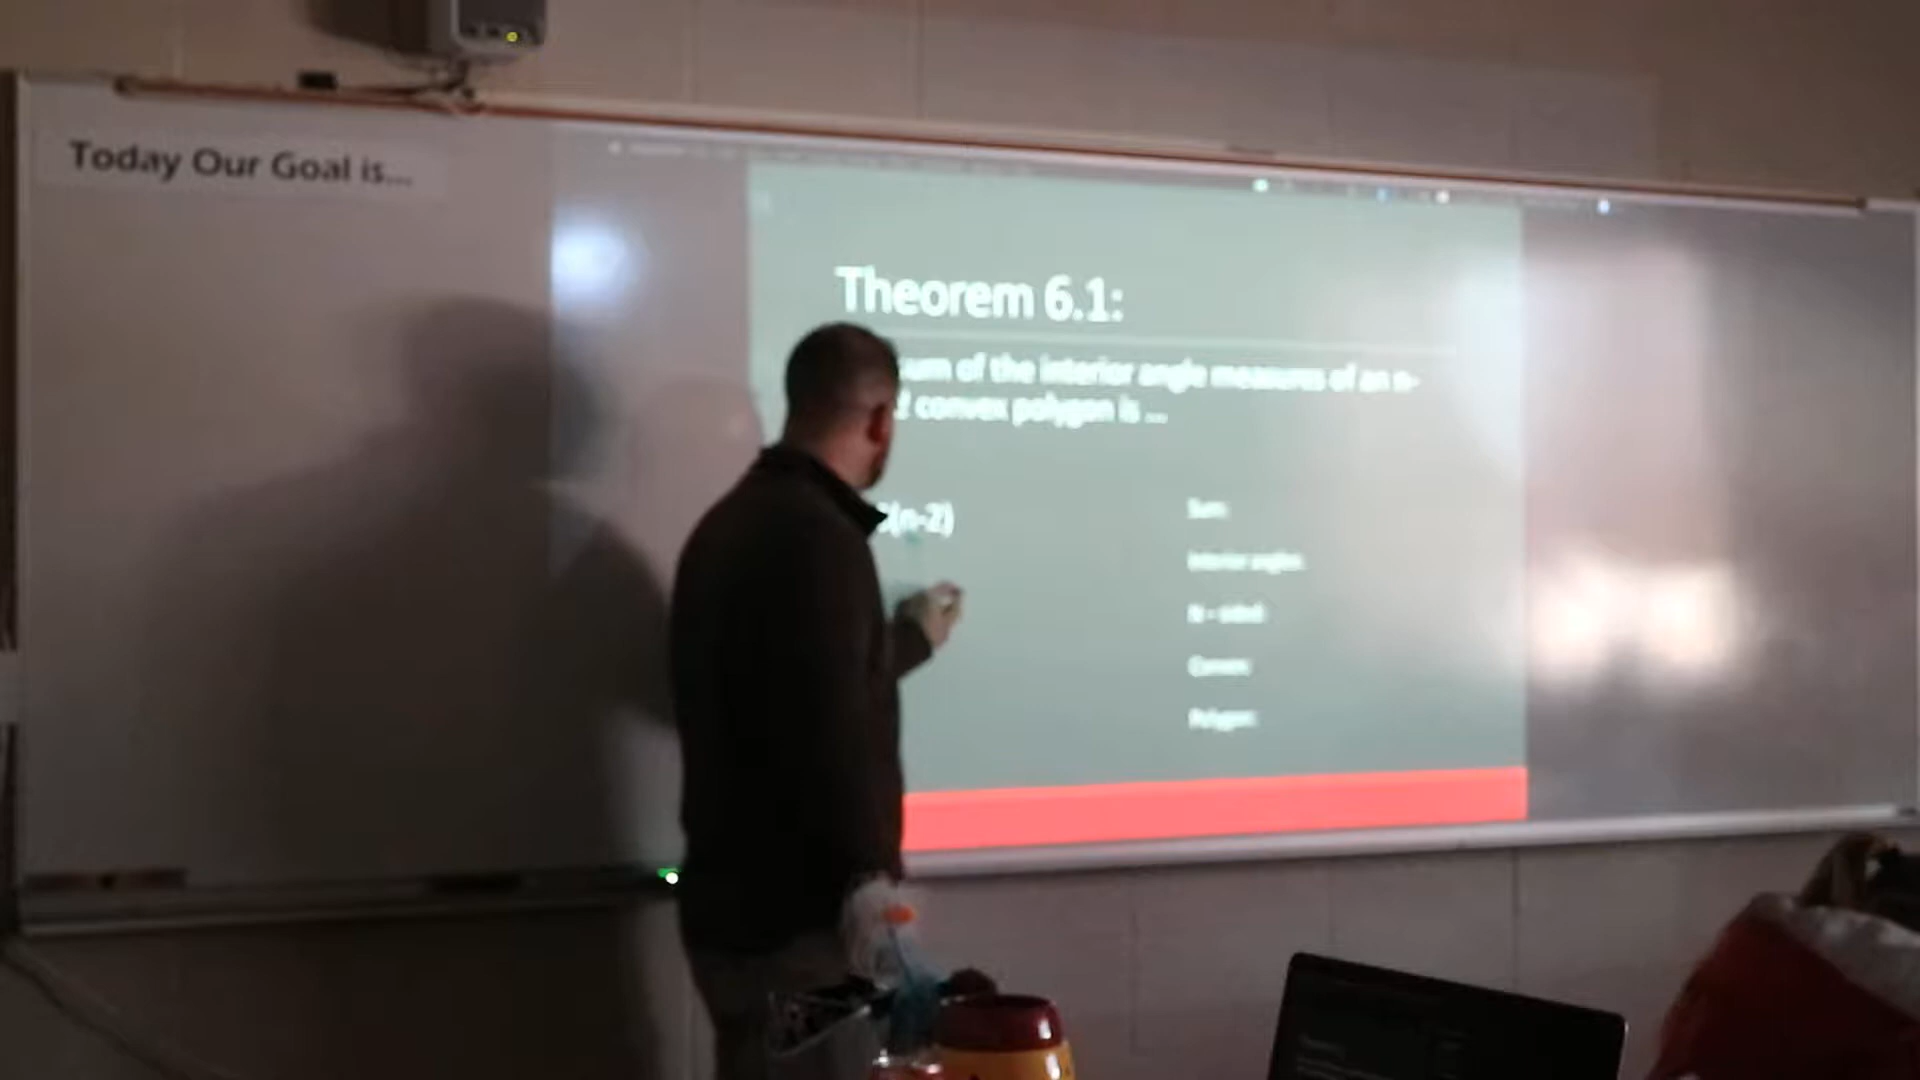 Today Our Goal is...
Theorem 6.1:
sum of the interior angle measures of an n-
convex polygon is ...
(n-2)
Sum:
Interior angles:
N - sided:
Convex:
Polygon: